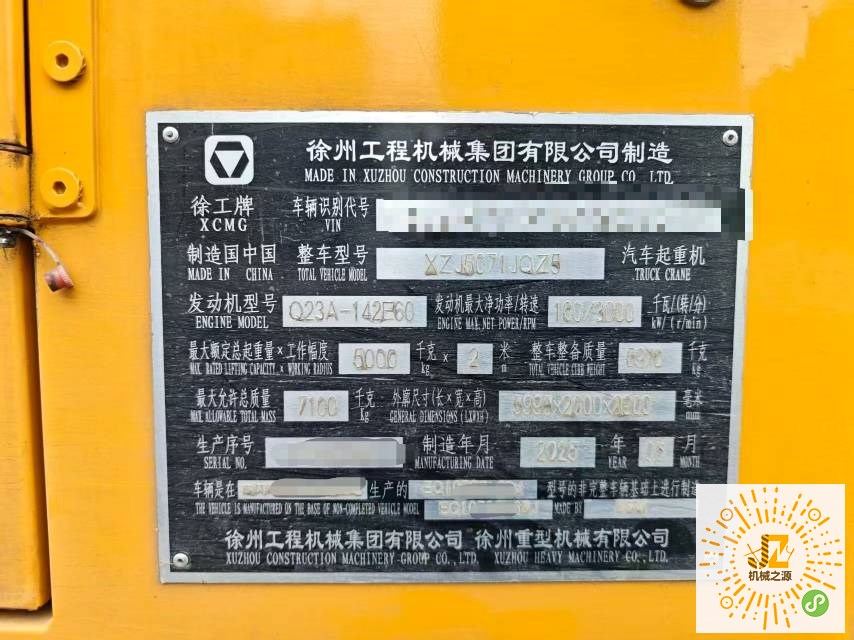 徐州工程机械集团有限公司制造
MADE IN XUZHOU CONSTRUCTION MACHINERY GROUP CO., LTD.
徐工牌 车辆识别代号
XCMG VIN
制造国中国 整车型号 XZJ5071JQZ5 汽车起重机
MADE IN CHINA TOTAL VEHICLE MODEL TRUCK CRANE
发动机型号 Q23A-142E60 发动机最大净功率/转速 千瓦/(转/分)
ENGINE MODEL ENGINE MAX.NET POWER/RPM kW/(r/min)
最大额定总起重量×工作幅度 5000 千克 × 2 米 整车整备质量 千克
MAX. RATED LIFTING CAPACITY × WORKING RADIUS kg m TOTAL VEHICLE CURB WEIGHT Kg
最大允许总质量 7100 千克 外廓尺寸(长×宽×高) 毫米
MAX. ALLOWABLE TOTAL MASS Kg GENERAL DIMENSIONS (LXWXH) mm
生产序号 制造年月 2025 年 月
SERIAL NO. MANUFACTURING DATE YEAR MONTH
车辆是在 生产的 型号的非完整车辆基础上进行制造
THE VEHICLE IS MANUFACTURED ON THE BASE OF NON-COMPLETED VEHICLE MODEL MADE BY
徐州工程机械集团有限公司 徐州重型机械有限公司
XUZHOU CONSTRUCTION MACHINERY GROUP CO., LTD. XUZHOU HEAVY MACHINERY CO., LTD.
机械之源